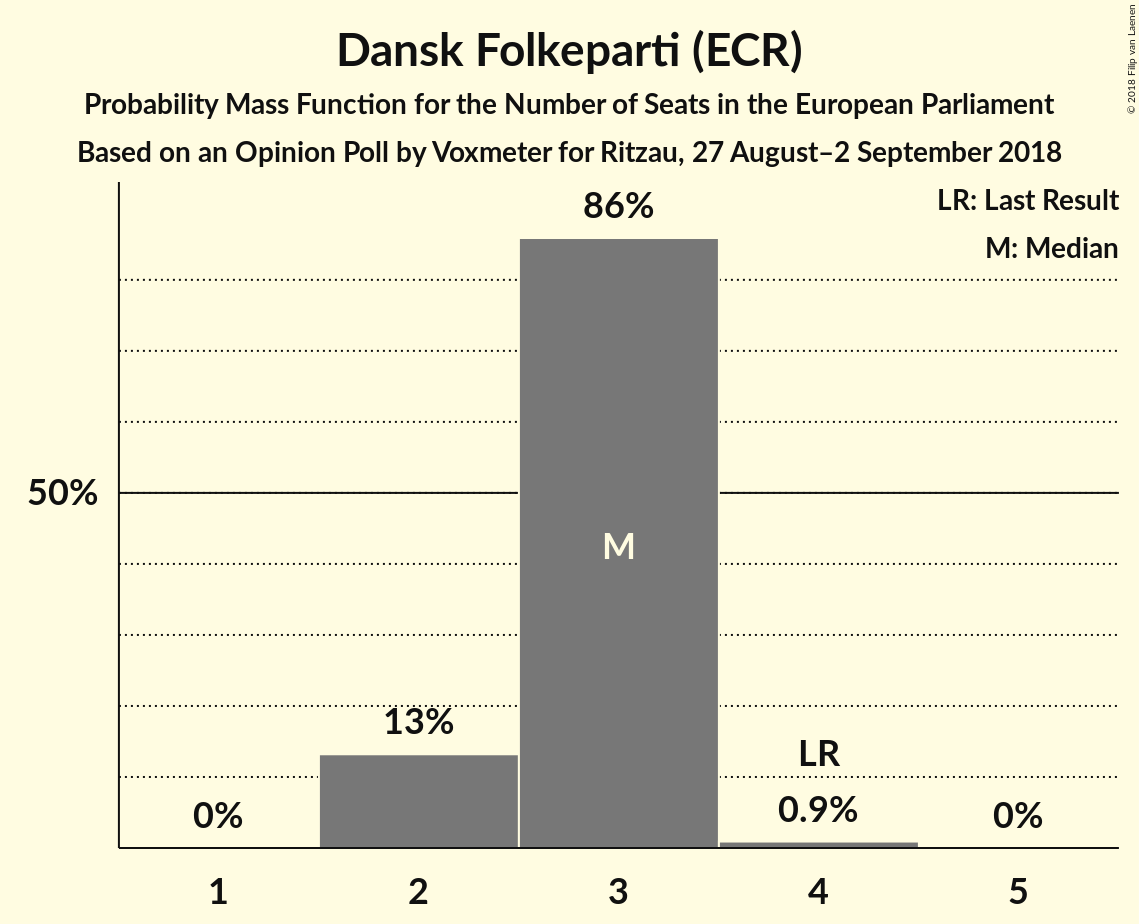 Dansk Folkeparti (ECR)
Probability Mass Function for the Number of Seats in the European Parliament
Based on an Opinion Poll by Voxmeter for Ritzau, 27 August–2 September 2018
© 2018 Filip van Laenen
LR: Last Result
M: Median
86%
50%
M
13%
LR
0%
0.9%
0%
1 2 3 4 5